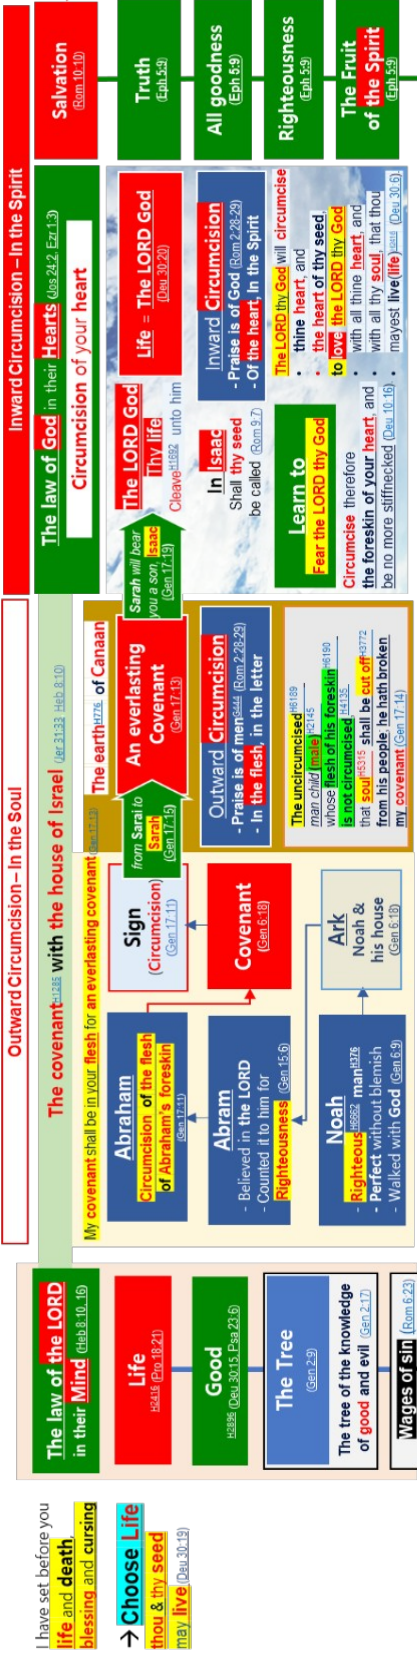 I have set before you
life and death,
blessing and cursing
→ Choose Life
thou & thy seed
may live (Deu 30:19)
The law of the LORD
in their Mind (Heb 8:10, 16)
Life
H2416 (Pro 18:21)
Good
H2896 (Deu 30:15, Psa 23:6)
The Tree
(Gen 2:9)
The tree of the knowledge
of good and evil (Gen 2:17)
Wages of sin (Rom 6:23)
Outward Circumcision – In the Soul
The covenant H1285 with the house of Israel (Jer 31:33, Heb 8:10)
My covenant shall be in your flesh for an everlasting covenant (Gen 17:13)
Abraham
Circumcision of the flesh
of Abraham's foreskin
(Gen 17:11)
Sign
(Circumcision)
(Gen 17:11)
Abram
- Believed in the LORD
- Counted it to him for
Righteousness (Gen 15:6)
Covenant
(Gen 6:18)
Noah
- Righteous H6662 man H376
- Perfect without blemish
- Walked with God (Gen 6:9)
Ark
Noah &
his house
(Gen 6:18)
The earth H776 of Canaan
from Sarai to
Sarah
(Gen 17:15)
An everlasting
Covenant
(Gen 17:13)
Sarah will bear
you a son, Isaac
(Gen 17:19)
Outward Circumcision
- Praise is of men G444 (Rom 2:28-29)
- In the flesh, in the letter
The uncircumcised H6189
man child (male) H2145
whose flesh of his foreskin H6190
is not circumcised, H4135
that soul H5315 shall be cut off H3772
from his people; he hath broken
my covenant (Gen 17:14)
Inward Circumcision – In the Spirit
The law of God in their Hearts (Jos 24:2, Ezr 1:3)
Circumcision of your heart
The LORD God
Thy life
Cleave H1692 unto him
Life = The LORD God
(Deu 30:20)
In Isaac
Shall thy seed
be called (Rom 9:7)
Inward Circumcision
- Praise is of God (Rom 2:28-29)
- Of the heart, In the Spirit
Learn to
Fear the LORD thy God
Circumcise therefore
the foreskin of your heart, and
be no more stiffnecked (Deu 10:16)
The LORD thy God will circumcise
• thine heart, and
• the heart of thy seed,
to love the LORD thy God
• with all thine heart, and
• with all thy soul, that thou
• mayest live (life) (Deu 30:6)
Salvation
(Rom 10:10)
Truth
(Eph 5:9)
All goodness
(Eph 5:9)
Righteousness
(Eph 5:9)
The Fruit
of the Spirit
(Eph 5:9)